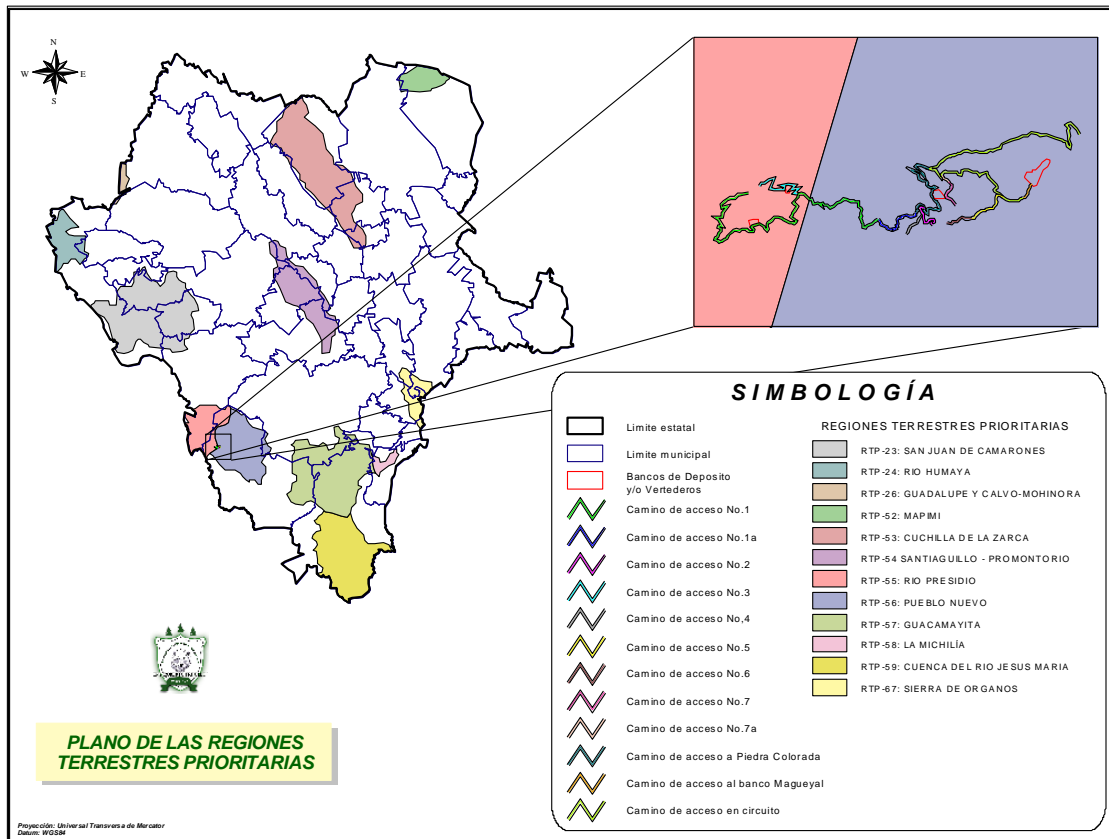 N
W
E
S
SIMBOLOGÍA
Limite estatal
Limite municipal
Bancos de Deposito
y/o Vertederos
Camino de acceso No.1
Camino de acceso No.1a
Camino de acceso No.2
Camino de acceso No.3
Camino de acceso No,4
Camino de acceso No.5
Camino de acceso No.6
Camino de acceso No.7
Camino de acceso No.7a
Camino de acceso a Piedra Colorada
Camino de acceso al banco Magueyal
Camino de acceso en circuito
REGIONES TERRESTRES PRIORITARIAS
RTP-23: SAN JUAN DE CAMARONES
RTP-24: RIO HUMAYA
RTP-26: GUADALUPE Y CALVO-MOHINORA
RTP-52: MAPIMI
RTP-53: CUCHILLA DE LA ZARCA
RTP-54 SANTIAGUILLO - PROMONTORIO
RTP-55: RIO PRESIDIO
RTP-56: PUEBLO NUEVO
RTP-57: GUACAMAYITA
RTP-58: LA MICHILÍA
RTP-59: CUENCA DEL RIO JESUS MARIA
RTP-67: SIERRA DE ORGANOS
PLANO DE LAS REGIONES
TERRESTRES PRIORITARIAS
Proyección: Universal Transversa de Mercator
Datum: WGS84